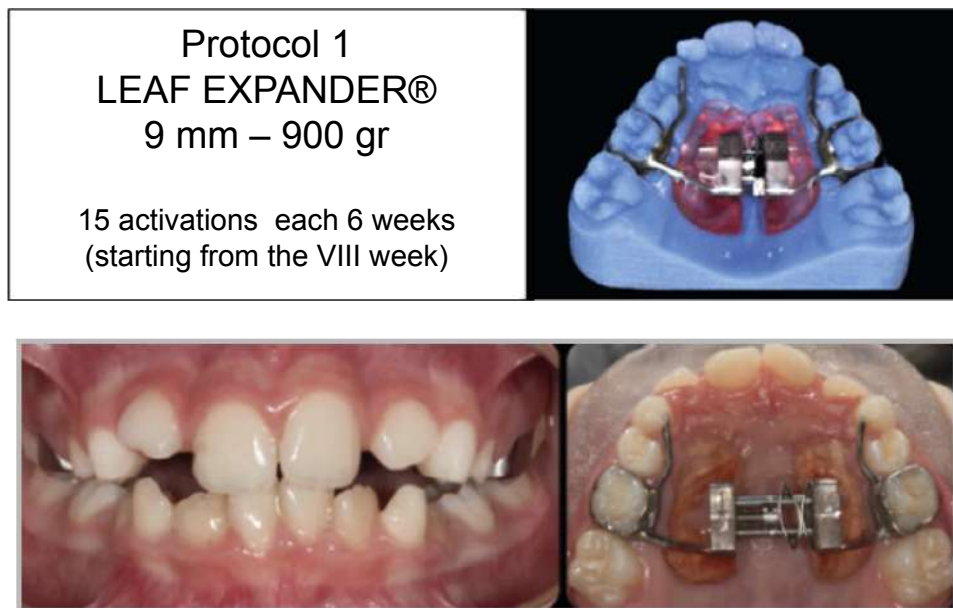 Protocol 1
LEAF EXPANDER®
9 mm – 900 gr
15 activations each 6 weeks
(starting from the VIII week)